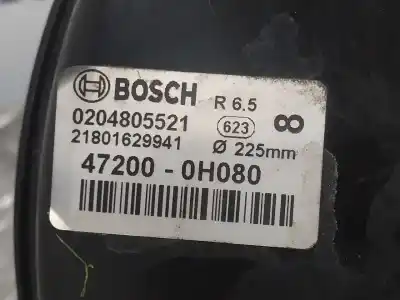 BOSCH R 6.5
0204805521 623 ∞
21801629941 Ø 225mm
47200 - 0H080